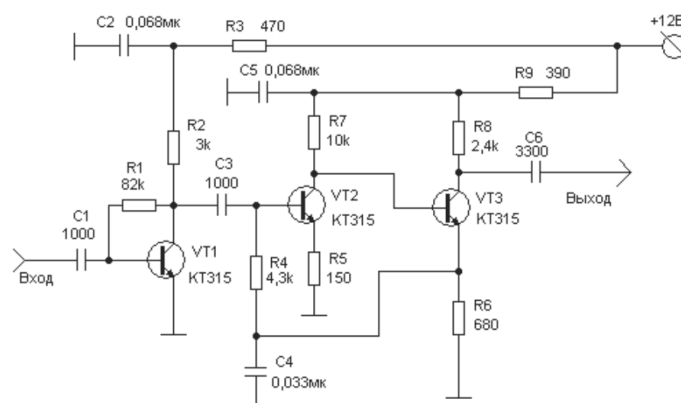 C2 0,068мк
R3 470
+12В
C5 0,068мк
R9 390
R7
10k
R8
2,4k
C6
3300
R2
3k
R1
82k
C3
1000
VT2
КТ315
VT3
КТ315
Выход
C1
1000
VT1
КТ315
R4
4,3k
R5
150
Вход
R6
680
C4
0,033мк